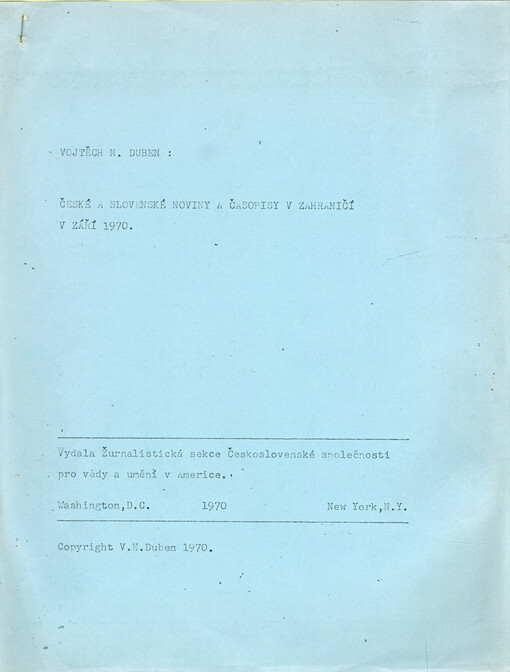 VOJTĚCH N. DUBEN :
ČESKÉ A SLOVENSKÉ NOVINY A ČASOPISY V ZAHRANIČÍ
V ZÁŘÍ 1970.
Vydala Žurnalistická sekce Československé společnosti
pro vědy a umění v Americe.
Washington,D.C. 1970 New York,N.Y.
Copyright V.N.Duben 1970.